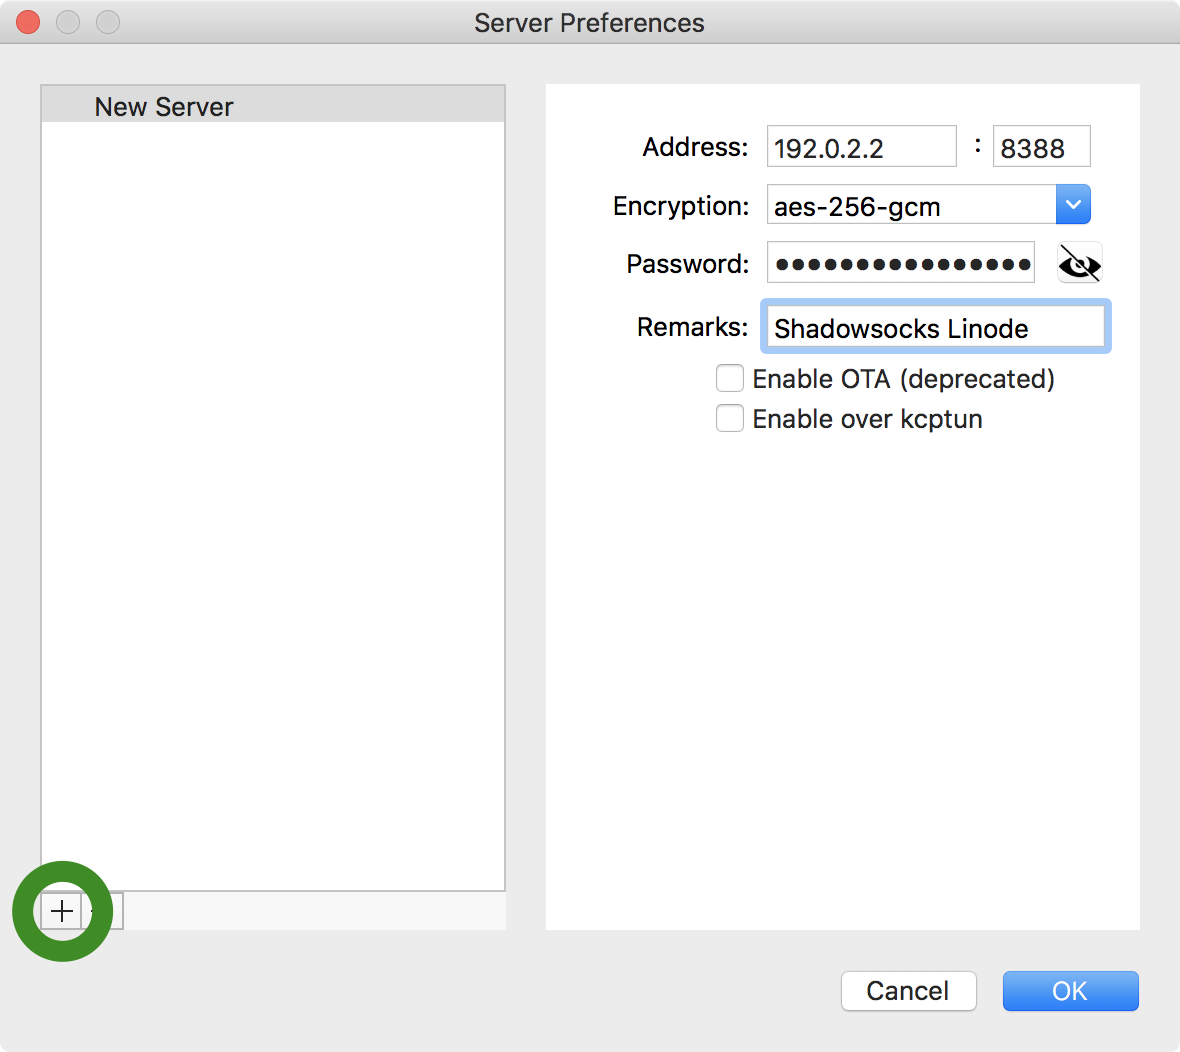 Server Preferences
New Server
Address: 192.0.2.2 : 8388
Encryption: aes-256-gcm
Password: ●●●●●●●●●●●●●●●●
Remarks: Shadowsocks Linode
Enable OTA (deprecated)
Enable over kcptun
+
Cancel OK